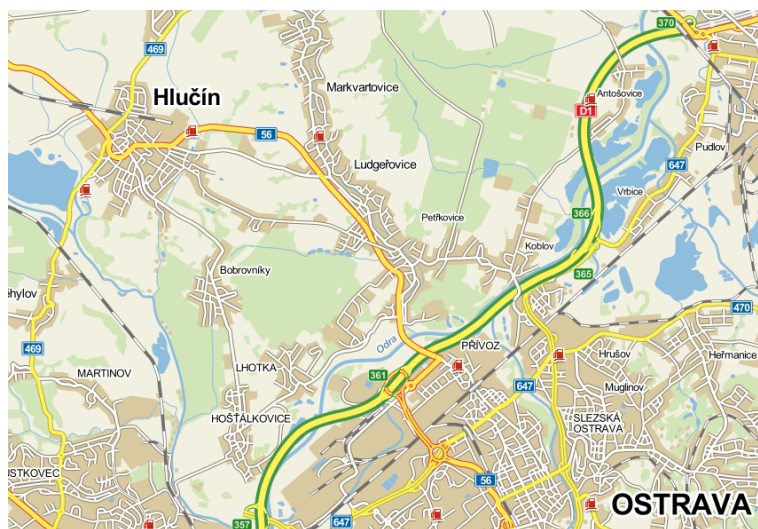 370
469
Hlučín
Markvartovice
Antošovice
D1
56
Ludgeřovice
Pudlov
647
Vrbice
Petřkovice
366
Koblov
Bobrovníky
365
ěhylov
470
Odra
469
PŘÍVOZ
Hrušov
Heřmanice
LHOTKA
MARTINOV
361
647
Muglinov
HOŠŤÁLKOVICE
SLEZSKÁ
OSTRAVA
USTKOVEC
56
OSTRAVA
357
647